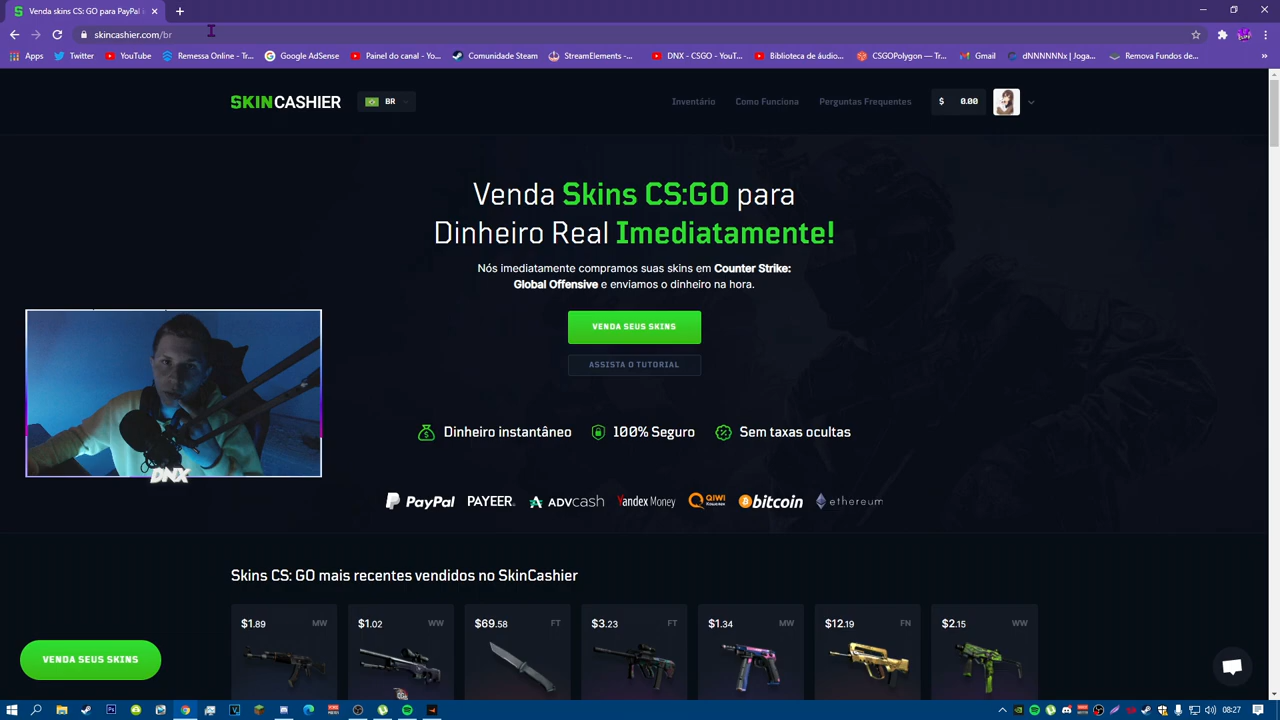 Venda skins CS: GO para PayPal
skincashier.com/br
Apps
Twitter
YouTube
Remessa Online - Tr...
Google AdSense
Painel do canal - Yo...
Comunidade Steam
StreamElements -...
DNX - CSGO - YouT...
Biblioteca de áudio...
CSGOPolygon — Tr...
Gmail
dNNNNNNx | Joga...
Remova Fundos de...
SKINCASHIER
BR
Inventário
Como Funciona
Perguntas Frequentes
$ 0.00
Venda Skins CS:GO para
Dinheiro Real Imediatamente!
Nós imediatamente compramos suas skins em Counter Strike:
Global Offensive e enviamos o dinheiro na hora.
VENDA SEUS SKINS
ASSISTA O TUTORIAL
Dinheiro instantâneo
100% Seguro
Sem taxas ocultas
DNX
PayPal
PAYEER
ADVcash
Yandex Money
QIWI
bitcoin
ethereum
Skins CS: GO mais recentes vendidos no SkinCashier
$1.89 MW
$1.02 WW
$69.58 FT
$3.23 FT
$1.34 MW
$12.19 FN
$2.15 WW
VENDA SEUS SKINS
08:27